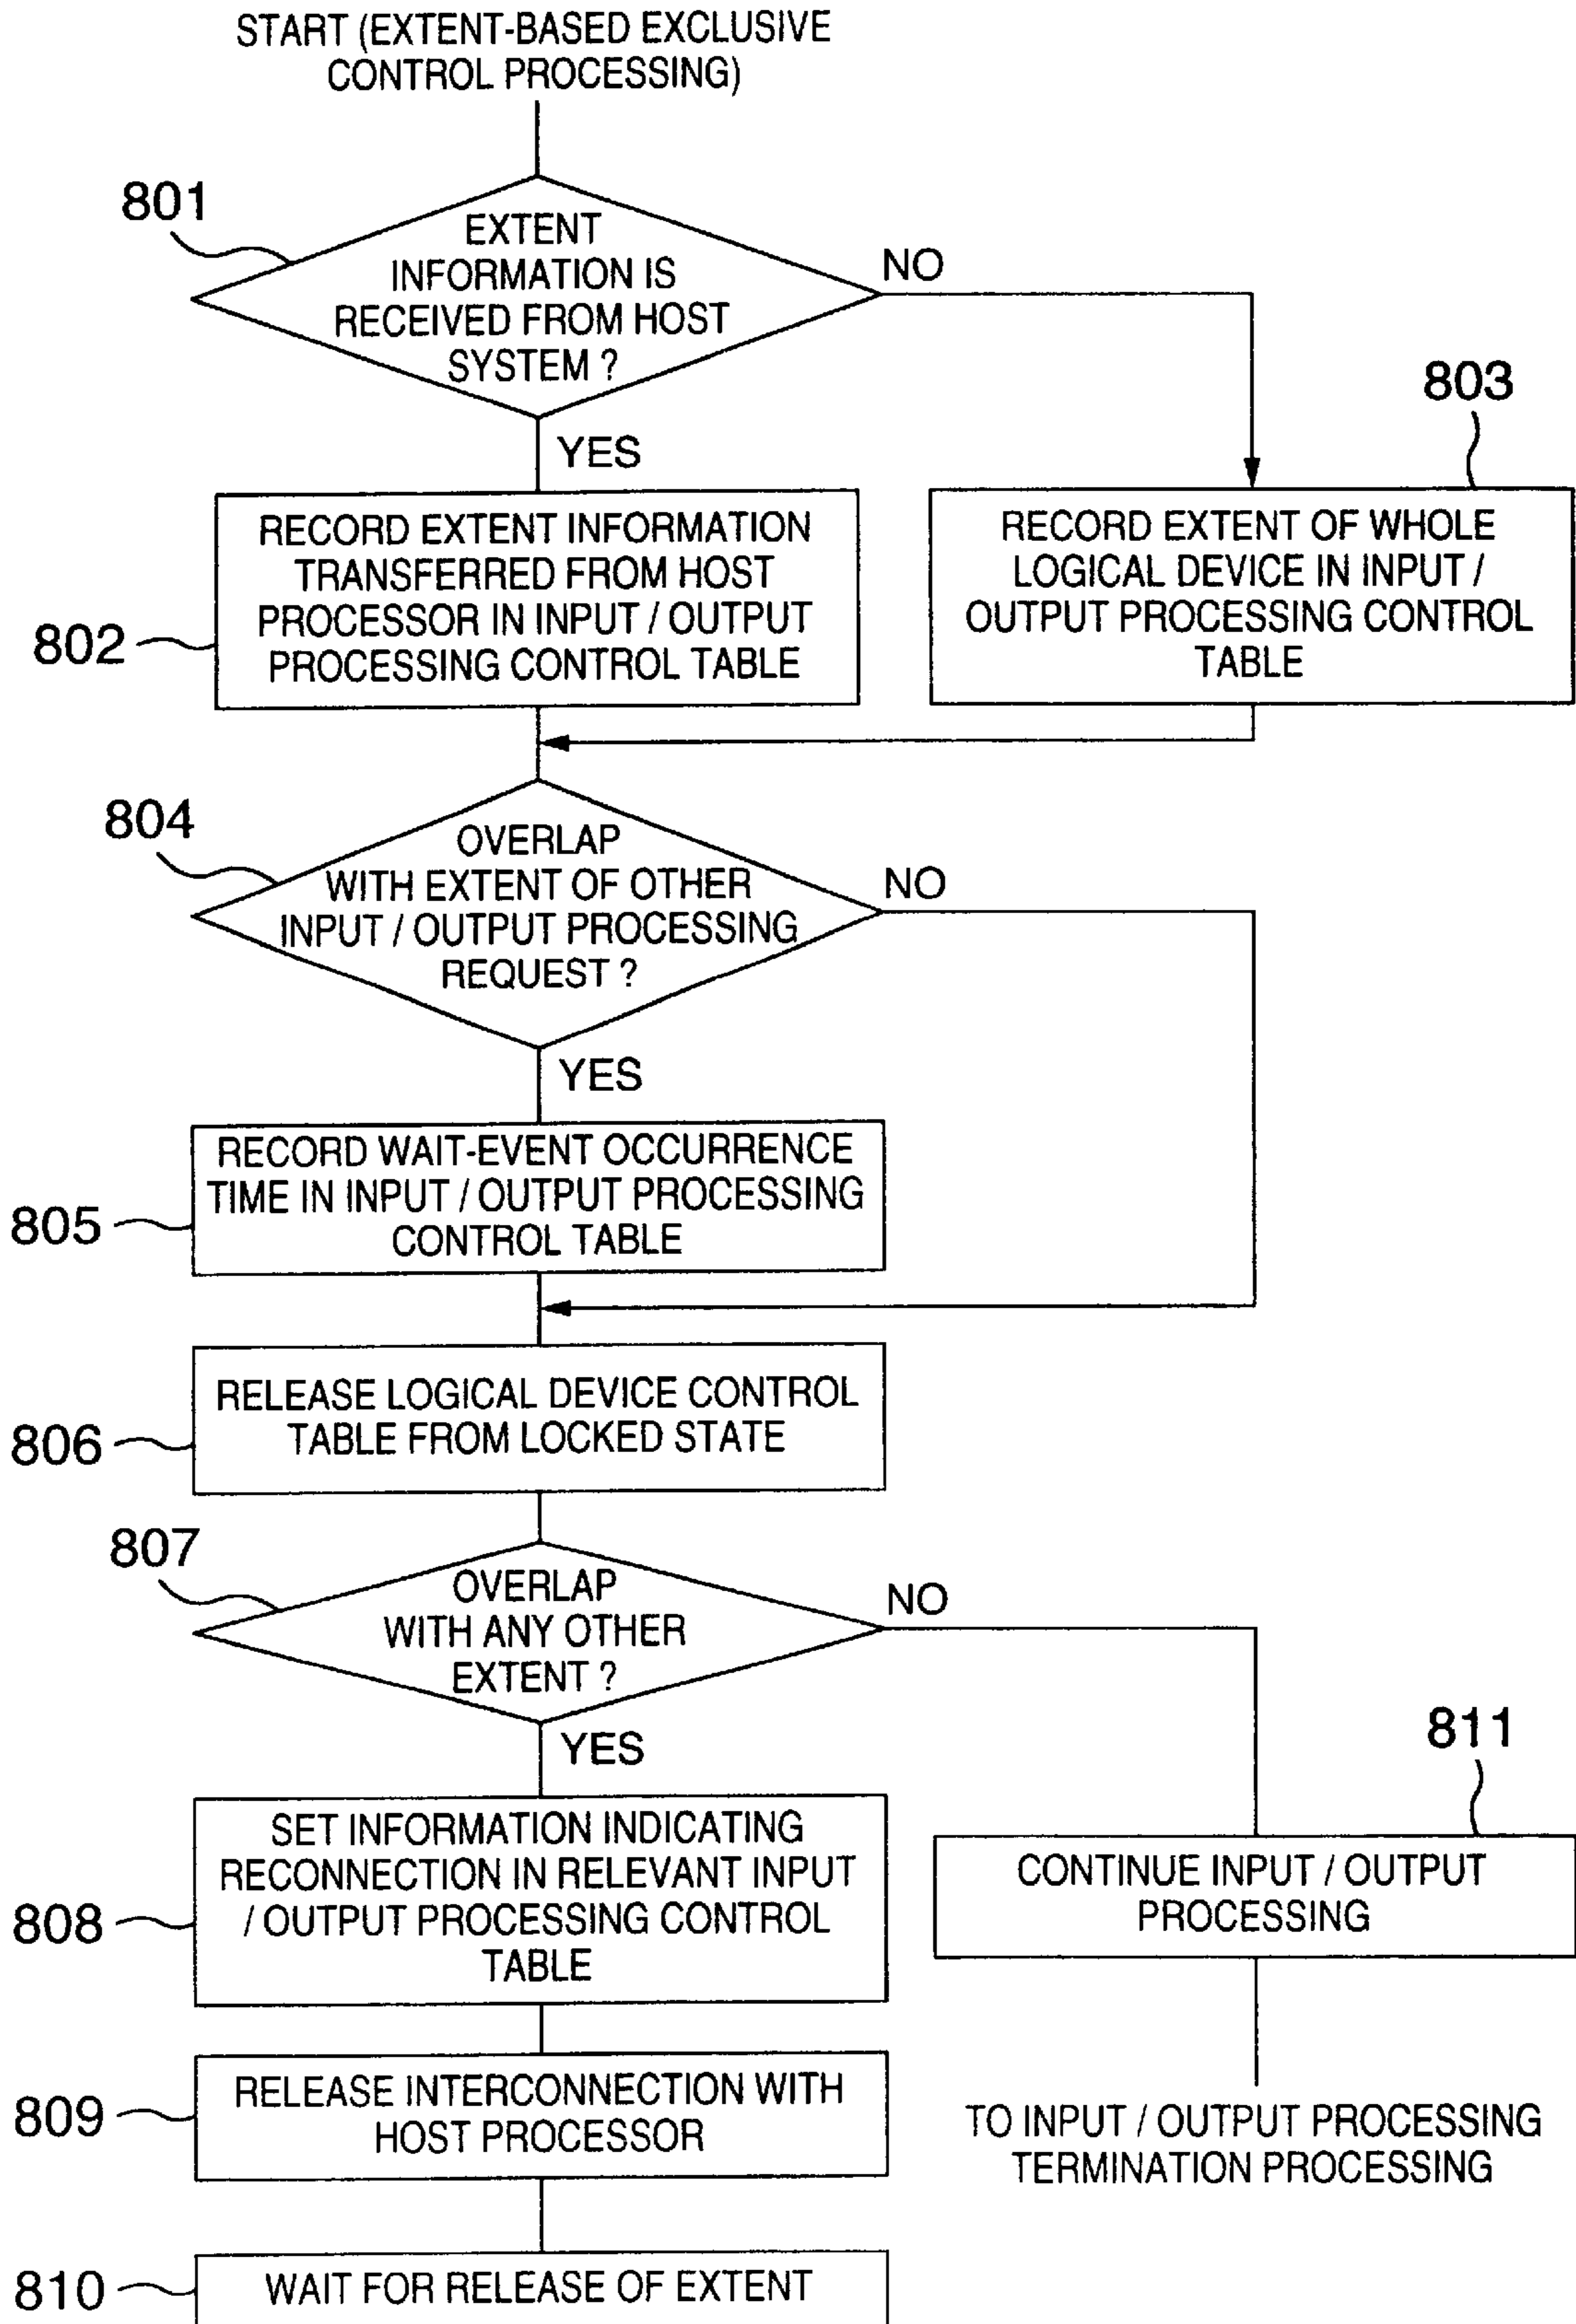 START (EXTENT-BASED EXCLUSIVE
CONTROL PROCESSING)
801
EXTENT
INFORMATION IS
RECEIVED FROM HOST
SYSTEM ?
NO
YES
803
802
RECORD EXTENT INFORMATION
TRANSFERRED FROM HOST
PROCESSOR IN INPUT / OUTPUT
PROCESSING CONTROL TABLE
RECORD EXTENT OF WHOLE
LOGICAL DEVICE IN INPUT /
OUTPUT PROCESSING CONTROL
TABLE
804
OVERLAP
WITH EXTENT OF OTHER
INPUT / OUTPUT PROCESSING
REQUEST ?
NO
YES
805
RECORD WAIT-EVENT OCCURRENCE
TIME IN INPUT / OUTPUT PROCESSING
CONTROL TABLE
806
RELEASE LOGICAL DEVICE CONTROL
TABLE FROM LOCKED STATE
807
OVERLAP
WITH ANY OTHER
EXTENT ?
NO
YES
811
808
SET INFORMATION INDICATING
RECONNECTION IN RELEVANT INPUT
/ OUTPUT PROCESSING CONTROL
TABLE
CONTINUE INPUT / OUTPUT
PROCESSING
809
RELEASE INTERCONNECTION WITH
HOST PROCESSOR
TO INPUT / OUTPUT PROCESSING
TERMINATION PROCESSING
810
WAIT FOR RELEASE OF EXTENT